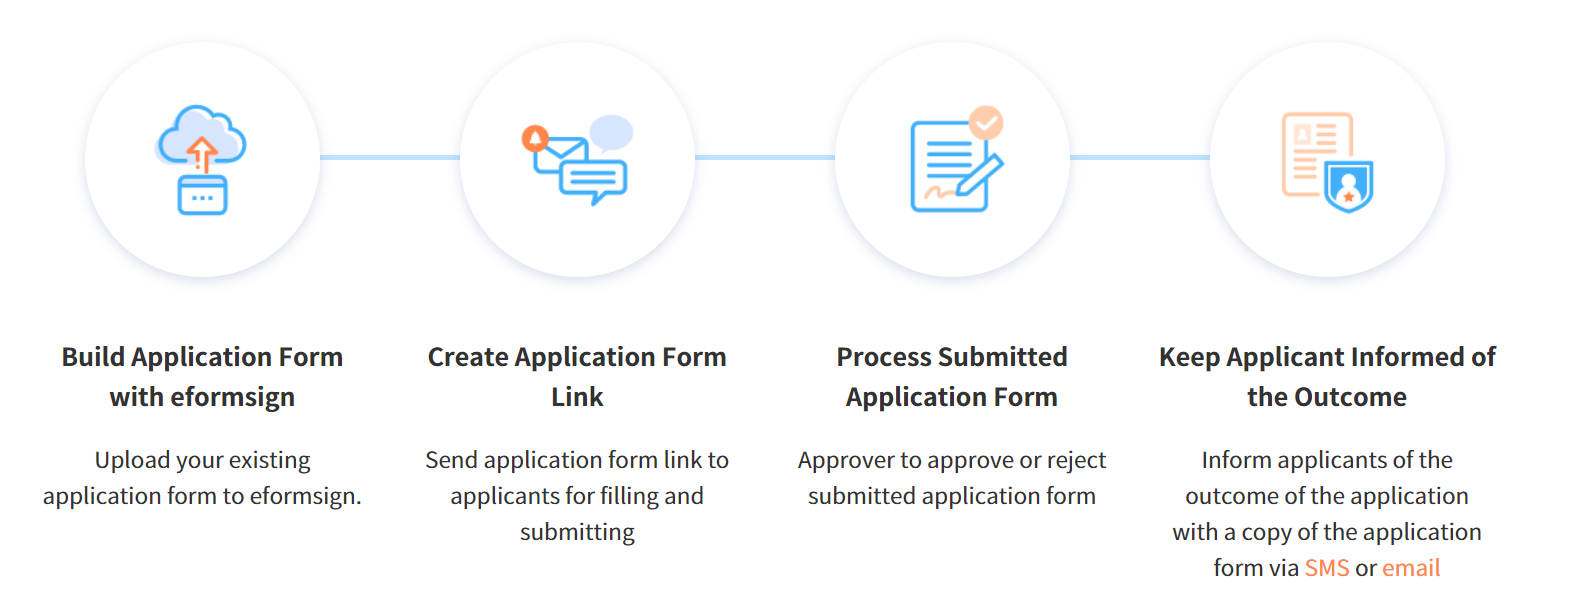 Build Application Form
with eformsign
Upload your existing
application form to eformsign.
Create Application Form
Link
Send application form link to
applicants for filling and
submitting
Process Submitted
Application Form
Approver to approve or reject
submitted application form
Keep Applicant Informed of
the Outcome
Inform applicants of the
outcome of the application
with a copy of the application
form via SMS or email